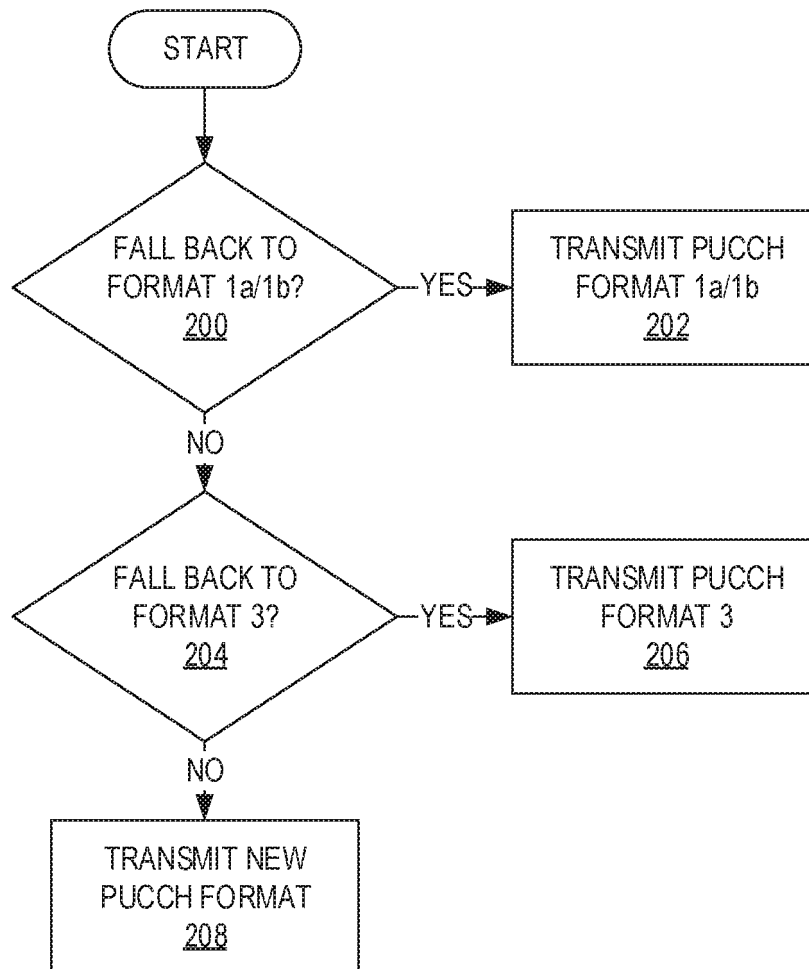 START
FALL BACK TO
FORMAT 1a/1b?
200
YES
TRANSMIT PUCCH
FORMAT 1a/1b
202
NO
FALL BACK TO
FORMAT 3?
204
YES
TRANSMIT PUCCH
FORMAT 3
206
NO
TRANSMIT NEW
PUCCH FORMAT
208